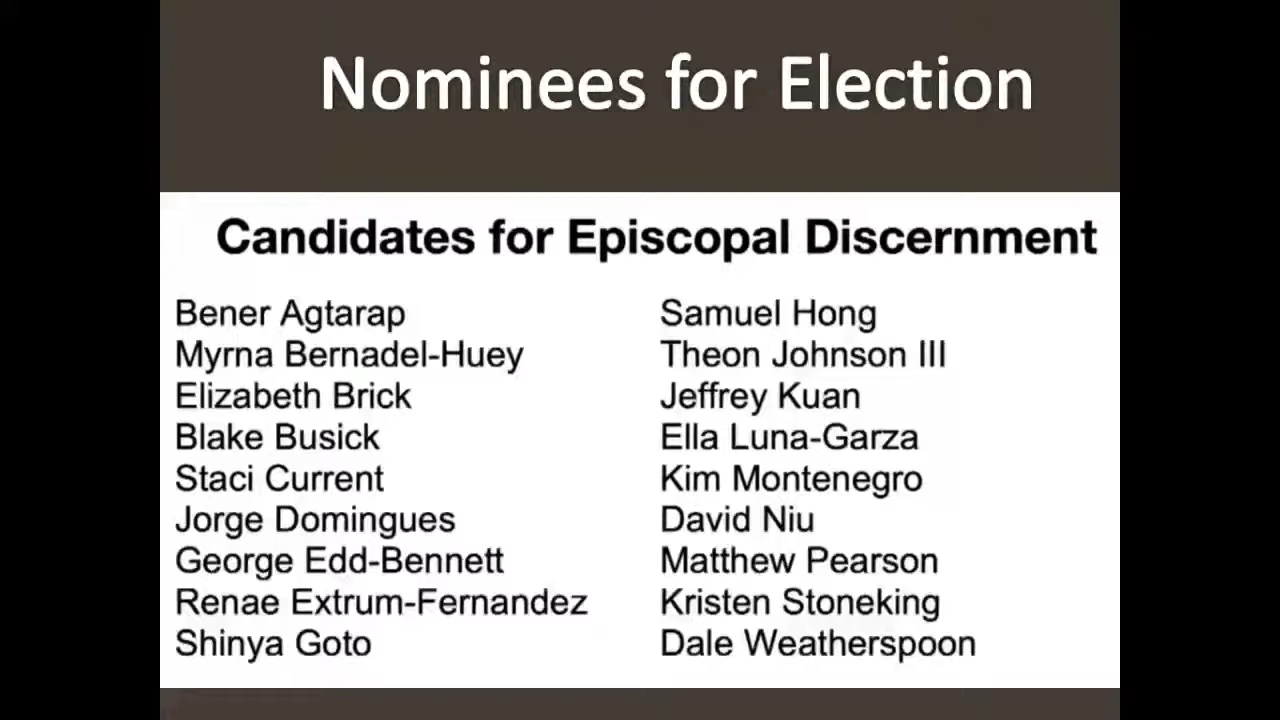 Nominees for Election
Candidates for Episcopal Discernment
Bener Agtarap
Myrna Bernadel-Huey
Elizabeth Brick
Blake Busick
Staci Current
Jorge Domingues
George Edd-Bennett
Renae Extrum-Fernandez
Shinya Goto
Samuel Hong
Theon Johnson III
Jeffrey Kuan
Ella Luna-Garza
Kim Montenegro
David Niu
Matthew Pearson
Kristen Stoneking
Dale Weatherspoon